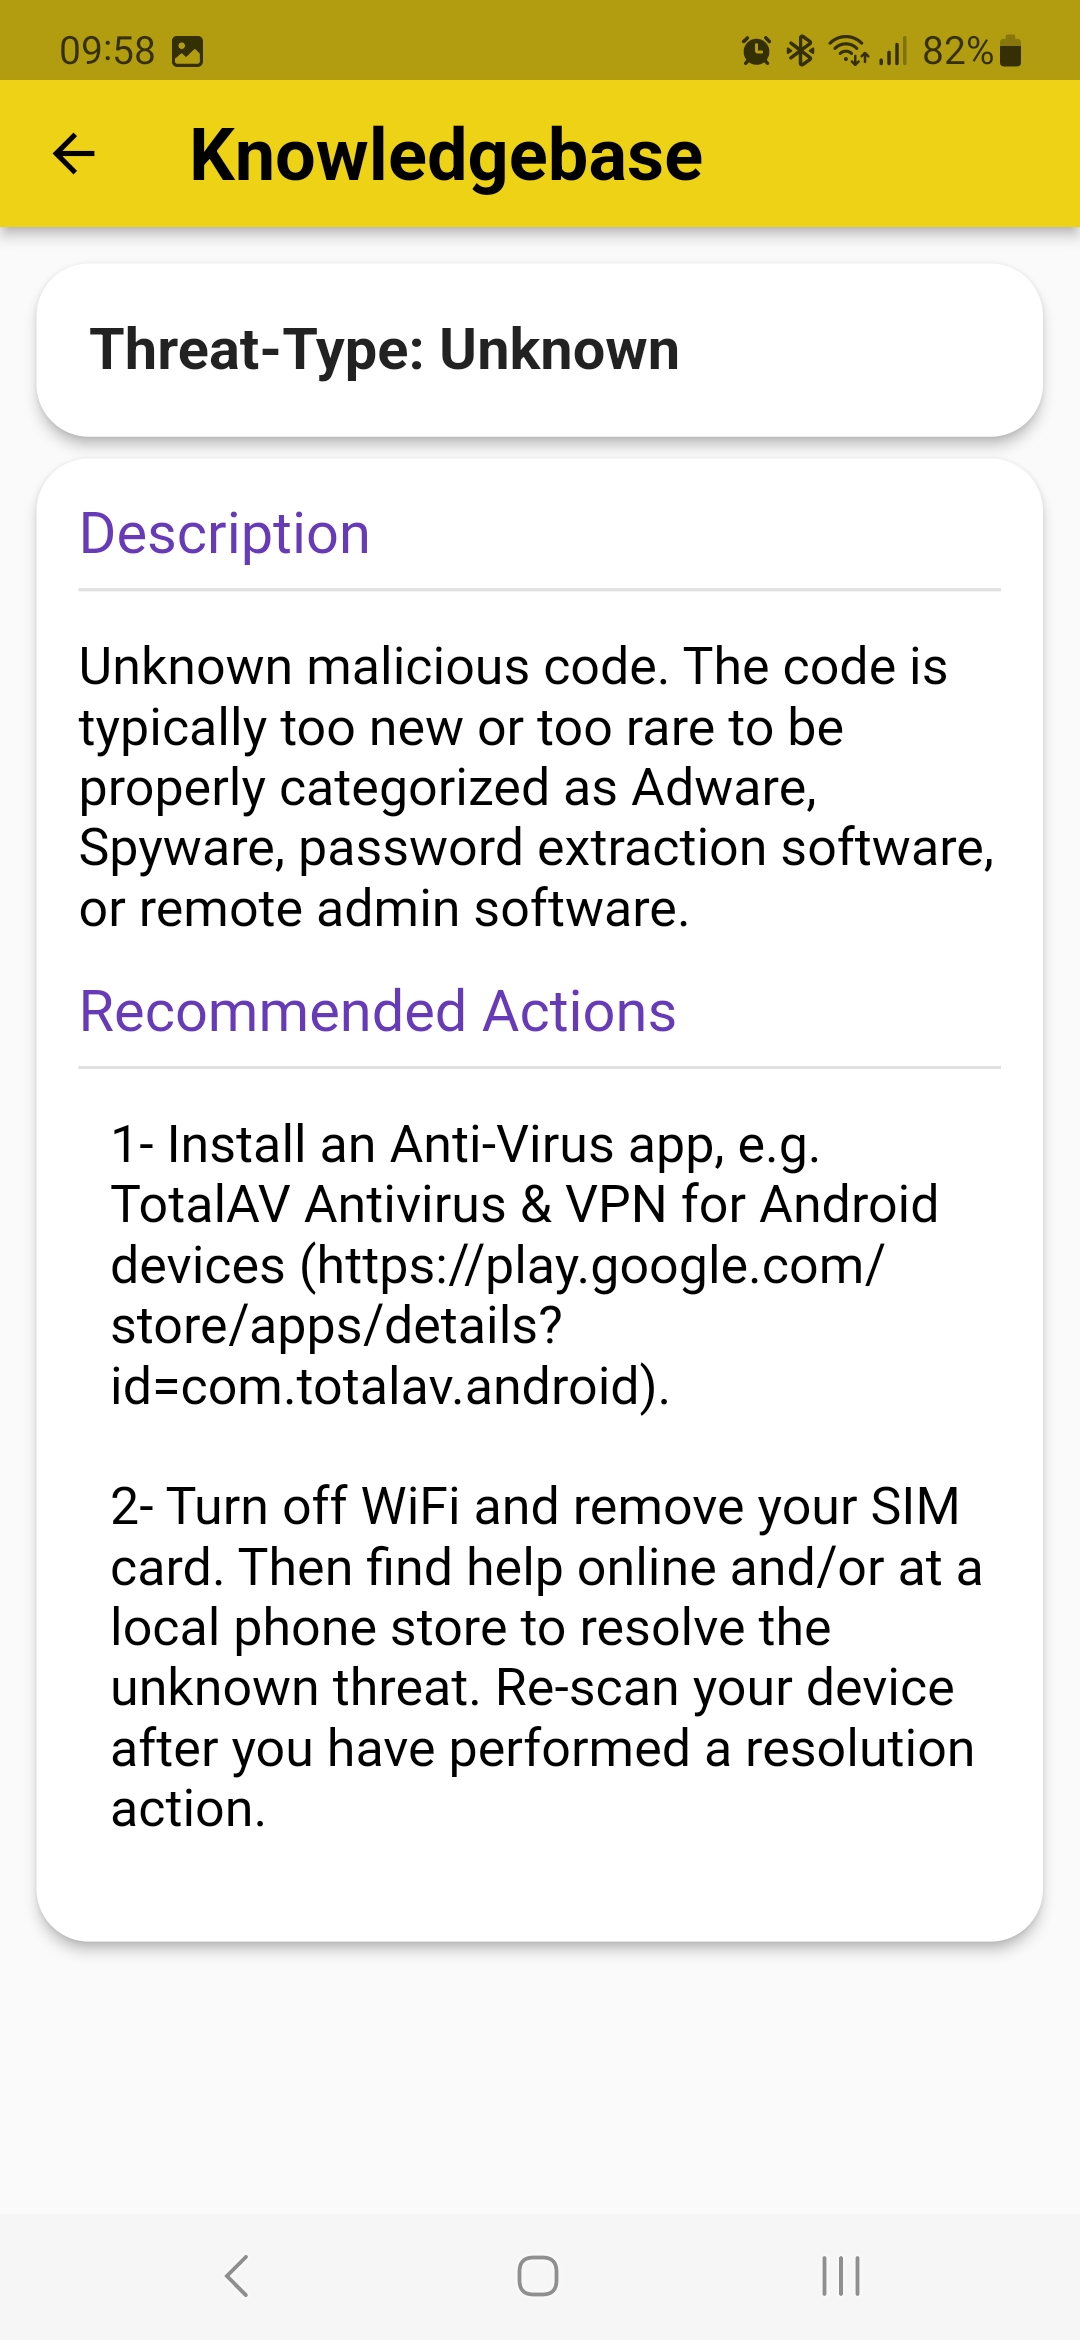 09:58
82%
Knowledgebase
Threat-Type: Unknown
Description
Unknown malicious code. The code is
typically too new or too rare to be
properly categorized as Adware,
Spyware, password extraction software,
or remote admin software.
Recommended Actions
1- Install an Anti-Virus app, e.g.
TotalAV Antivirus & VPN for Android
devices (https://play.google.com/
store/apps/details?
id=com.totalav.android).
2- Turn off WiFi and remove your SIM
card. Then find help online and/or at a
local phone store to resolve the
unknown threat. Re-scan your device
after you have performed a resolution
action.